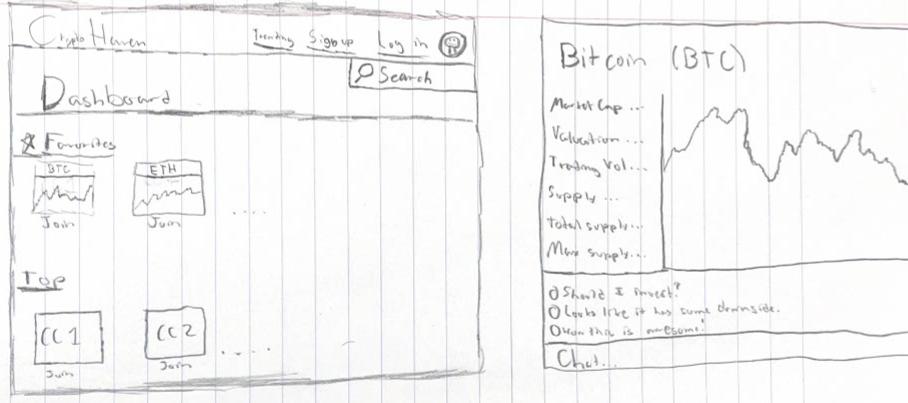 Crypto Haven
Trending Sign up Log in
Search
Dashboard
Favorites
BTC ETH
Join Join ....
Top
CC1 CC2
Join Join ....
Bitcoin (BTC)
Market Cap ...
Valuation ...
Trading Vol...
Supply ...
Total supply...
Max supply...
Should I invest?
Looks like it has some downside.
this is awesome!
Chat...